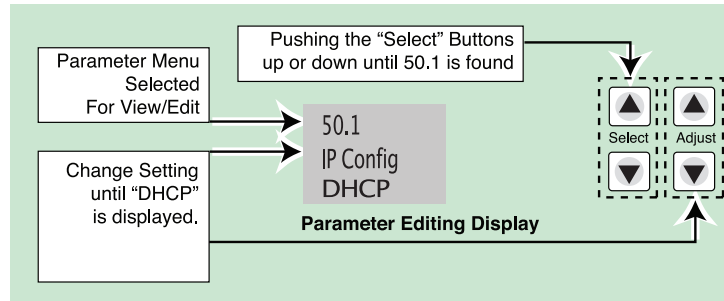 Pushing the “Select” Buttons
up or down until 50.1 is found
Parameter Menu
Selected
For View/Edit
50.1
IP Config
DHCP
Select
Adjust
Change Setting
until “DHCP”
is displayed.
Parameter Editing Display